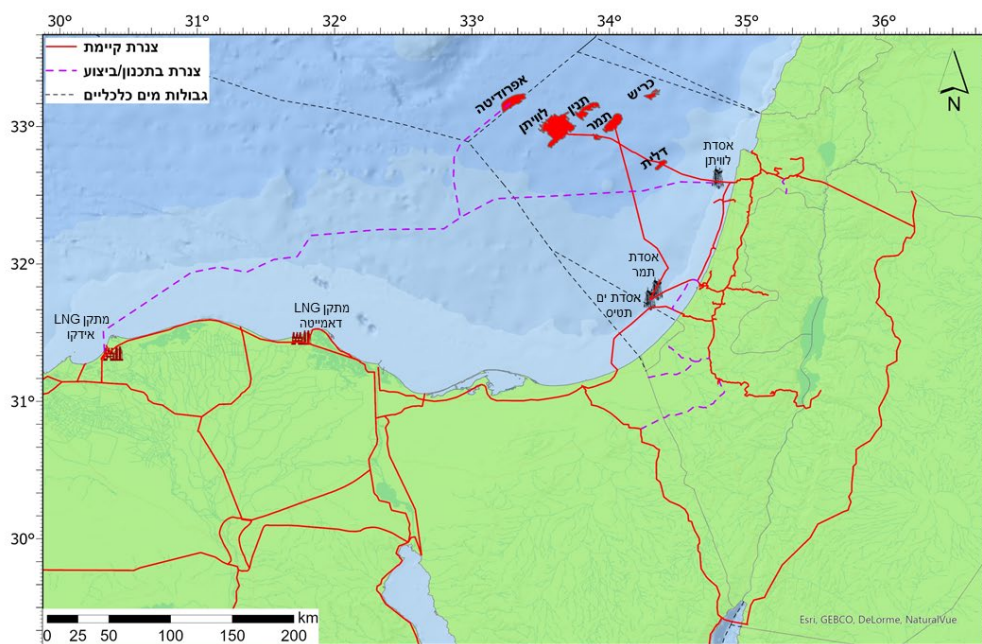 30° 31° 32° 33° 34° 35° 36°
צנרת קיימת
צנרת בתכנון/ביצוע
גבולות מים כלכליים
N
אפרודיטה
לוויתן
תנין
תמר
כריש
דלית
אסדת
לוויתן
33°
32°
31°
30°
אסדת
תמר
אסדת ים
תטיס
מתקן LNG
אידקו
מתקן LNG
דאמייטה
km
0 25 50 100 150 200
Esri, GEBCO, DeLorme, NaturalVue